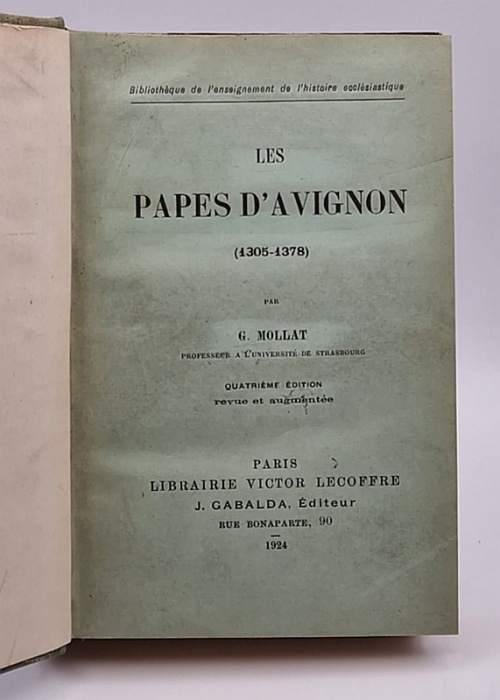 Bibliothèque de l'enseignement de l'histoire ecclésiastique
LES
PAPES D'AVIGNON
(1305-1378)
PAR
G. MOLLAT
PROFESSEUR A L'UNIVERSITÉ DE STRASBOURG
QUATRIÈME ÉDITION
revue et augmentée
PARIS
LIBRAIRIE VICTOR LECOFFRE
J. GABALDA, Éditeur
RUE BONAPARTE, 90
1924